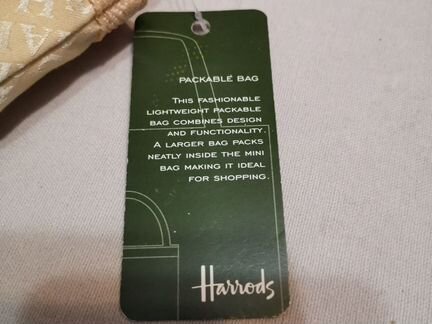 PACKABLE BAG
THIS FASHIONABLE
LIGHTWEIGHT PACKABLE
BAG COMBINES DESIGN
AND FUNCTIONALITY.
A LARGER BAG PACKS
NEATLY INSIDE THE MINI
BAG MAKING IT IDEAL
FOR SHOPPING.
Harrods